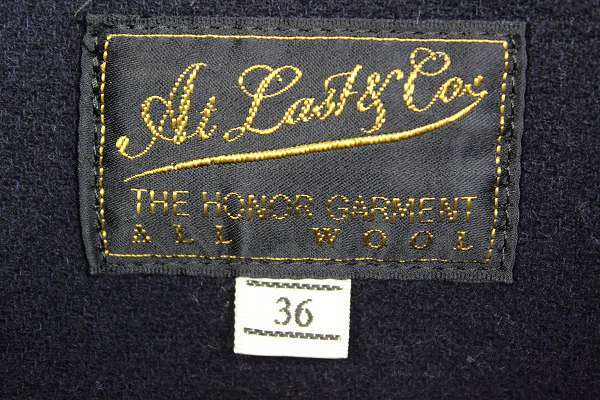 At Last & Co.
THE HONOR GARMENT
ALL WOOL
36